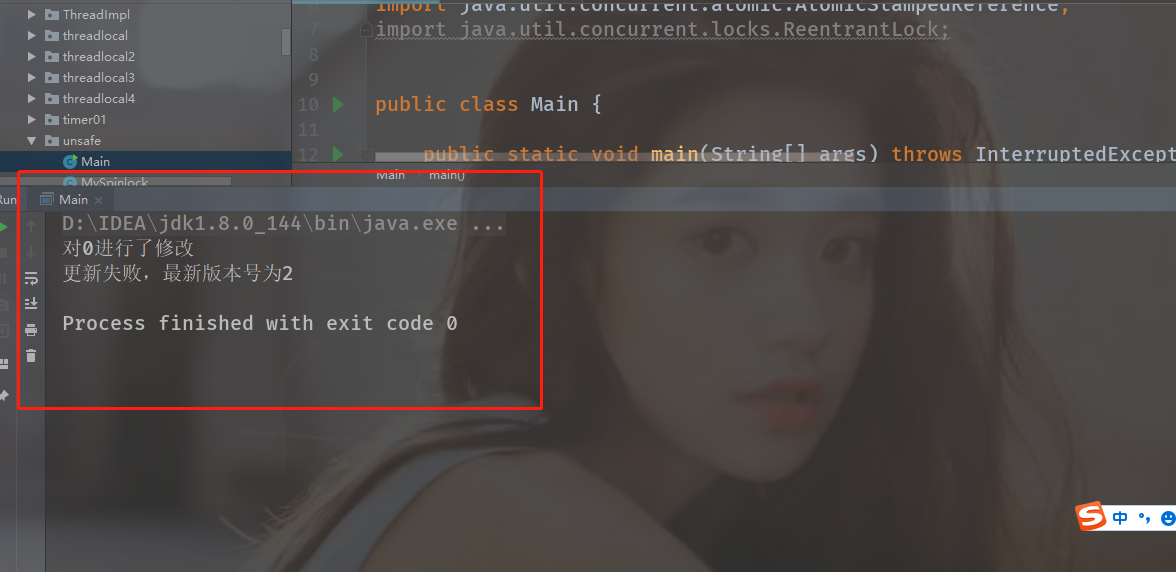 ThreadImpl
threadlocal
threadlocal2
threadlocal3
threadlocal4
timer01
unsafe
Main
MySpinlock
import java.util.concurrent.atomic.AtomicStampedReference;
7 import java.util.concurrent.locks.ReentrantLock;
8
9
10 public class Main {
11
12 public static void main(String[] args) throws InterruptedExcept
Main main()
Run Main ×
D:\IDEA\jdk1.8.0_144\bin\java.exe ...
对0进行了修改
更新失败，最新版本号为2
Process finished with exit code 0
S 中 °,